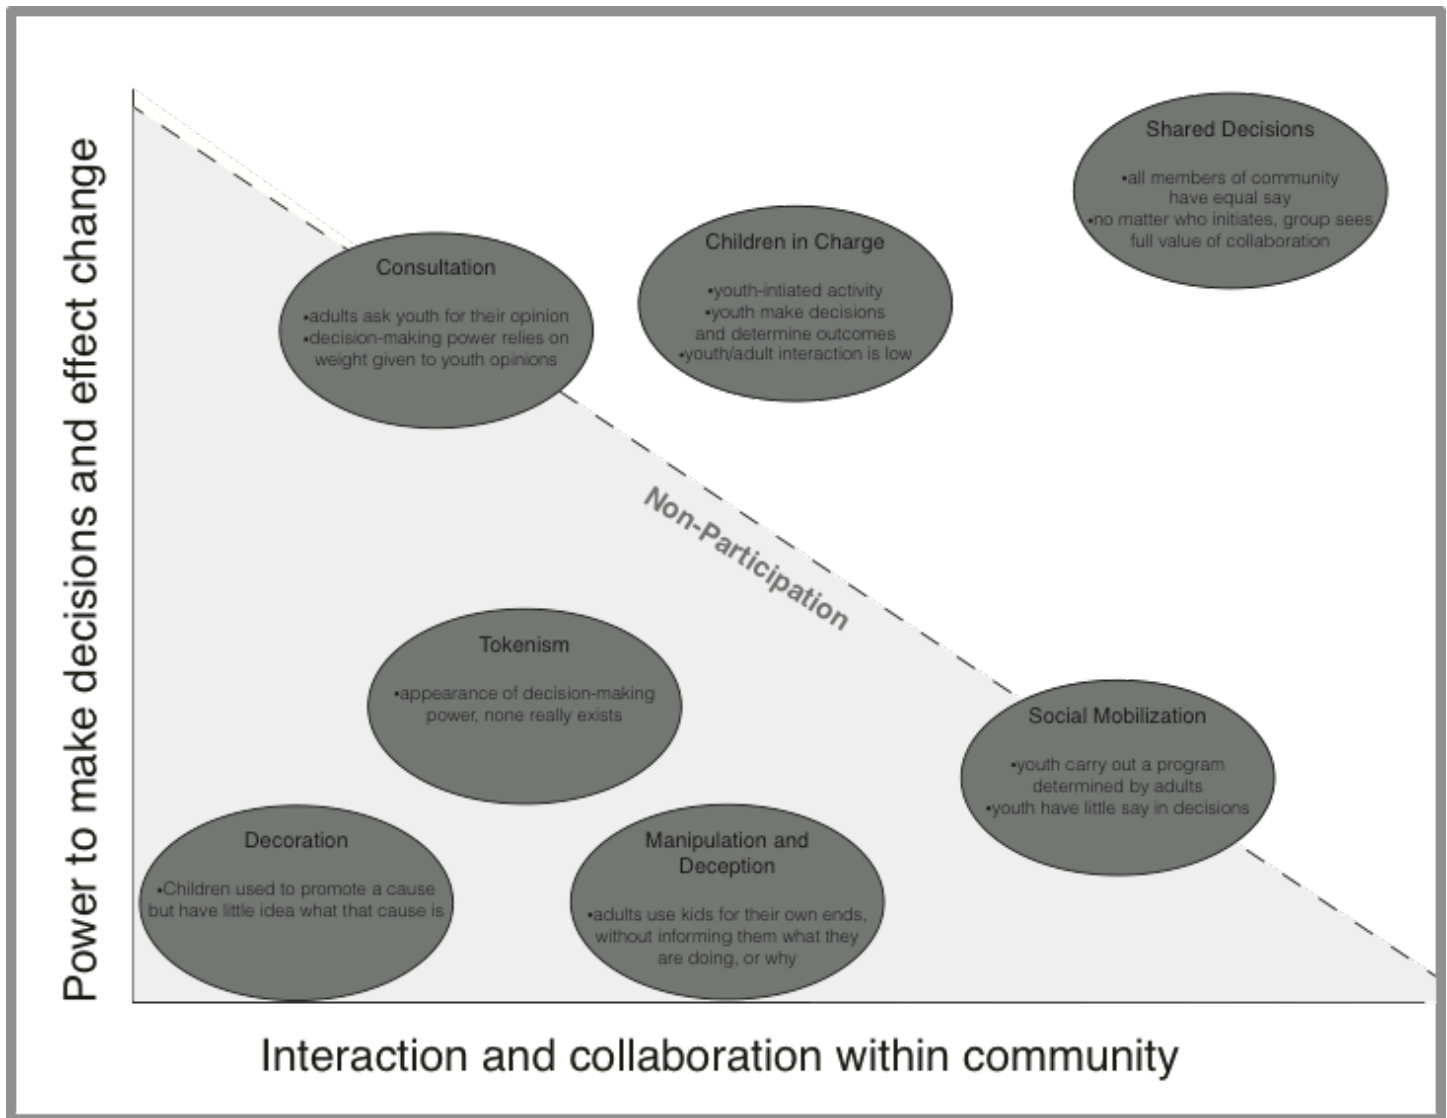 Power to make decisions and effect change
Shared Decisions
•all members of community
have equal say
•no matter who initiates, group sees
full value of collaboration
Children in Charge
•youth-intiated activity
•youth make decisions
and determine outcomes
•youth/adult interaction is low
Consultation
•adults ask youth for their opinion
•decision-making power relies on
weight given to youth opinions
Non-Participation
Tokenism
•appearance of decision-making
power, none really exists
Social Mobilization
•youth carry out a program
determined by adults
•youth have little say in decisions
Decoration
•Children used to promote a cause
but have little idea what that cause is
Manipulation and
Deception
•adults use kids for their own ends,
without informing them what they
are doing, or why
Interaction and collaboration within community